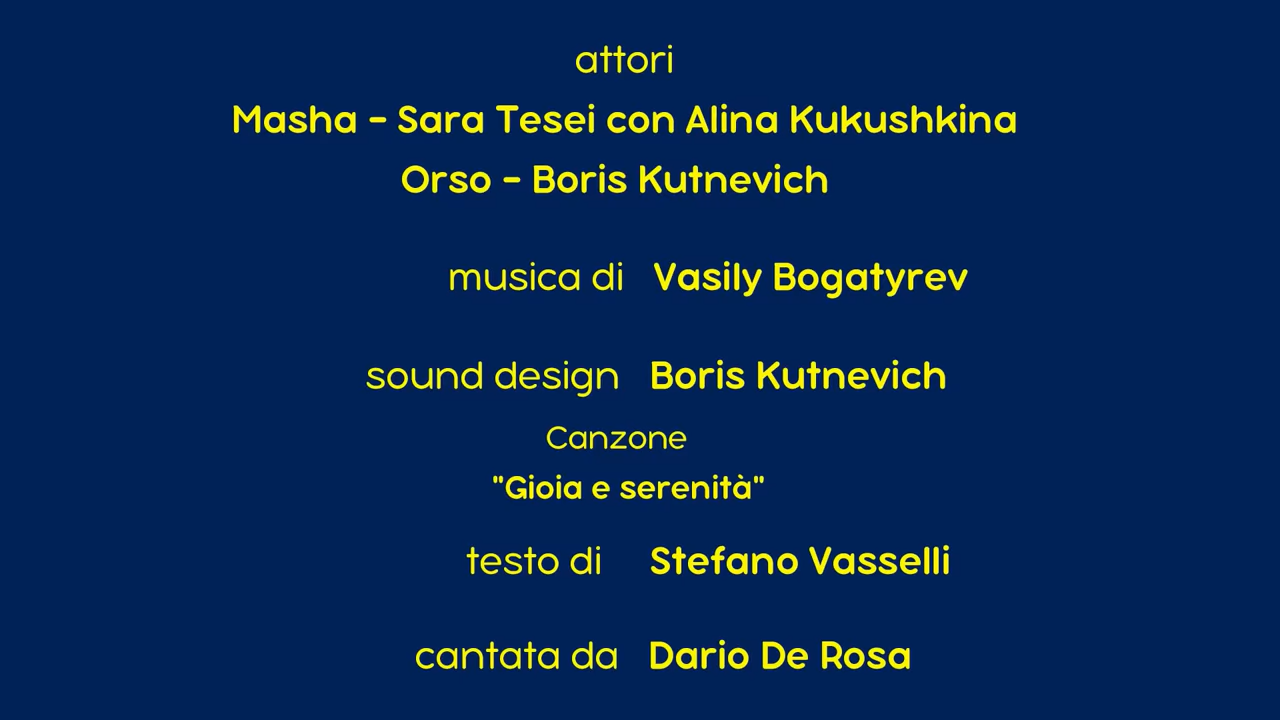 attori
Masha - Sara Tesei con Alina Kukushkina
Orso - Boris Kutnevich
musica di Vasily Bogatyrev
sound design Boris Kutnevich
Canzone
"Gioia e serenità"
testo di Stefano Vasselli
cantata da Dario De Rosa